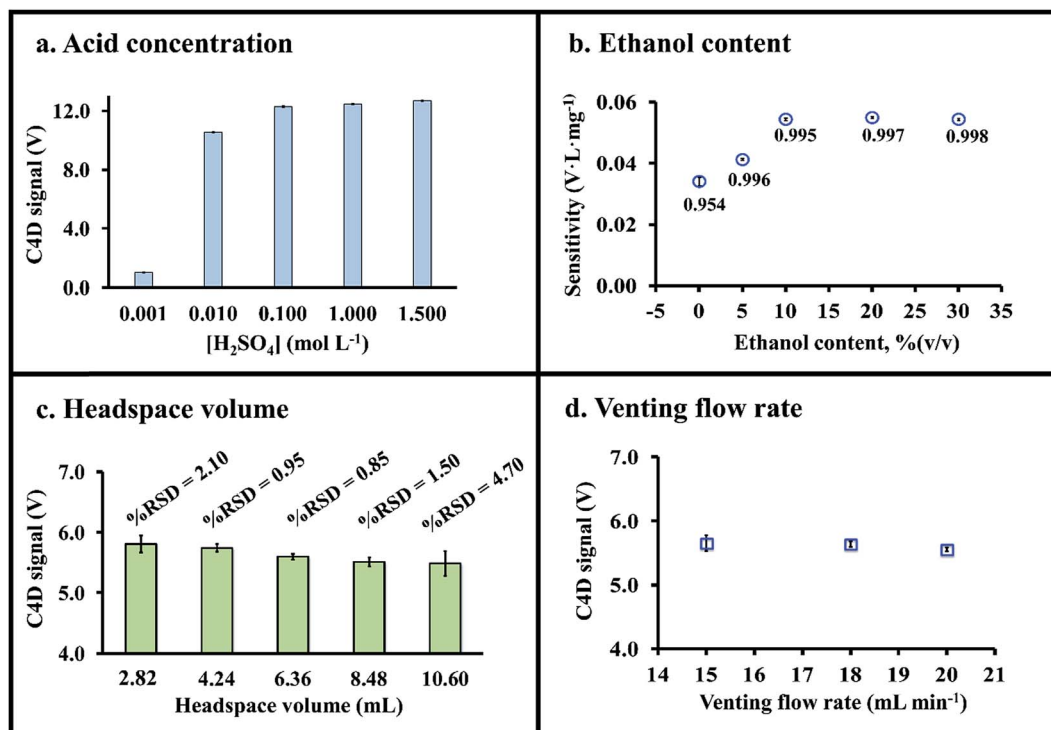 a. Acid concentration
C4D signal (V)
12.0
8.0
4.0
0.0
0.001 0.010 0.100 1.000 1.500
[H₂SO₄] (mol L⁻¹)
b. Ethanol content
Sensitivity (V·L·mg⁻¹)
0.06
0.04
0.02
0.00
0.954
0.996
0.995
0.997
0.998
-5 0 5 10 15 20 25 30 35
Ethanol content, %(v/v)
c. Headspace volume
C4D signal (V)
7.0
6.0
5.0
4.0
%RSD = 2.10
%RSD = 0.95
%RSD = 0.85
%RSD = 1.50
%RSD = 4.70
2.82 4.24 6.36 8.48 10.60
Headspace volume (mL)
d. Venting flow rate
C4D signal (V)
7.0
6.0
5.0
4.0
14 15 16 17 18 19 20 21
Venting flow rate (mL min⁻¹)